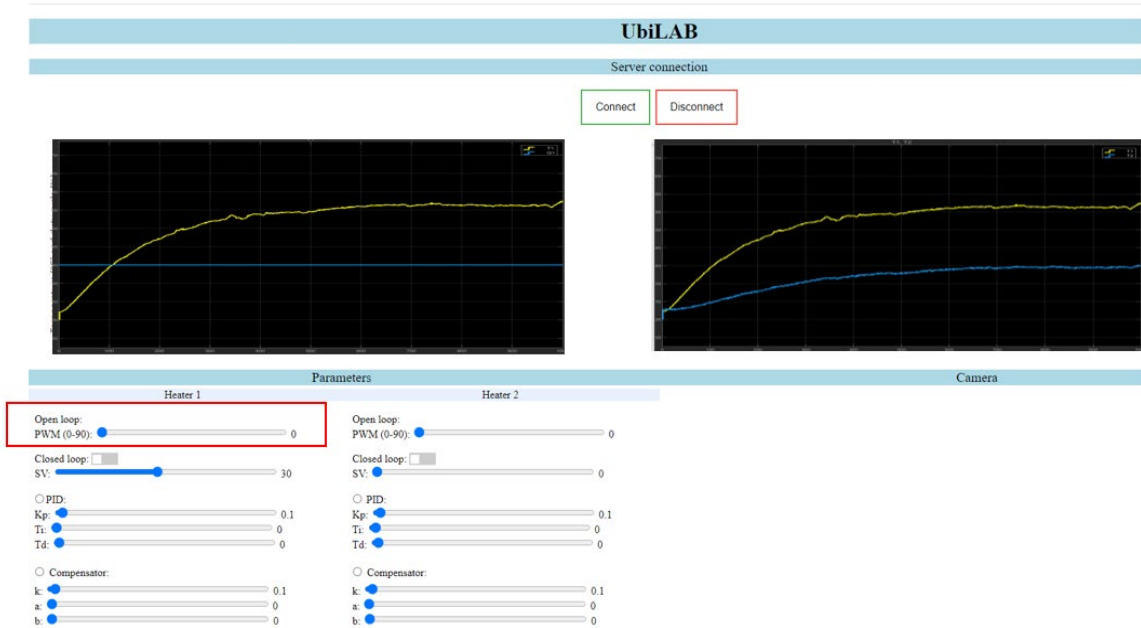 UbiLAB
Server connection
Connect Disconnect
T1, T2
Parameters
Camera
Heater 1
Heater 2
Open loop:
PWM (0-90): 0
Closed loop:
SV: 30
PID:
Kp: 0.1
Ti: 0
Td: 0
Compensator:
k: 0.1
a: 0
b: 0
Open loop:
PWM (0-90): 0
Closed loop:
SV: 0
PID:
Kp: 0.1
Ti: 0
Td: 0
Compensator:
k: 0.1
a: 0
b: 0